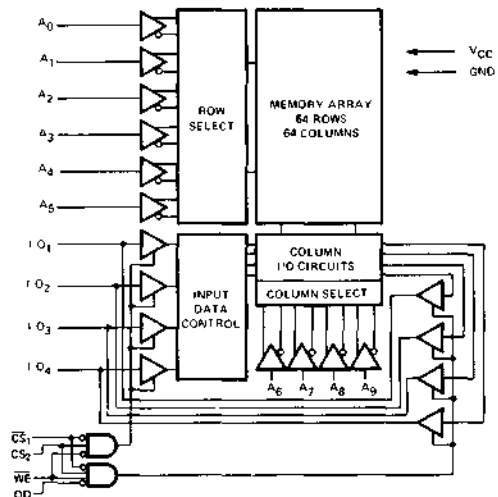 A0
A1
A2
A3
A4
A5
ROW
SELECT
MEMORY ARRAY
64 ROWS
64 COLUMNS
VCC
GND
I O1
I O2
I O3
I O4
INPUT
DATA
CONTROL
COLUMN
I/O CIRCUITS
COLUMN SELECT
A6
A7
A8
A9
CS1
CS2
WE
OD